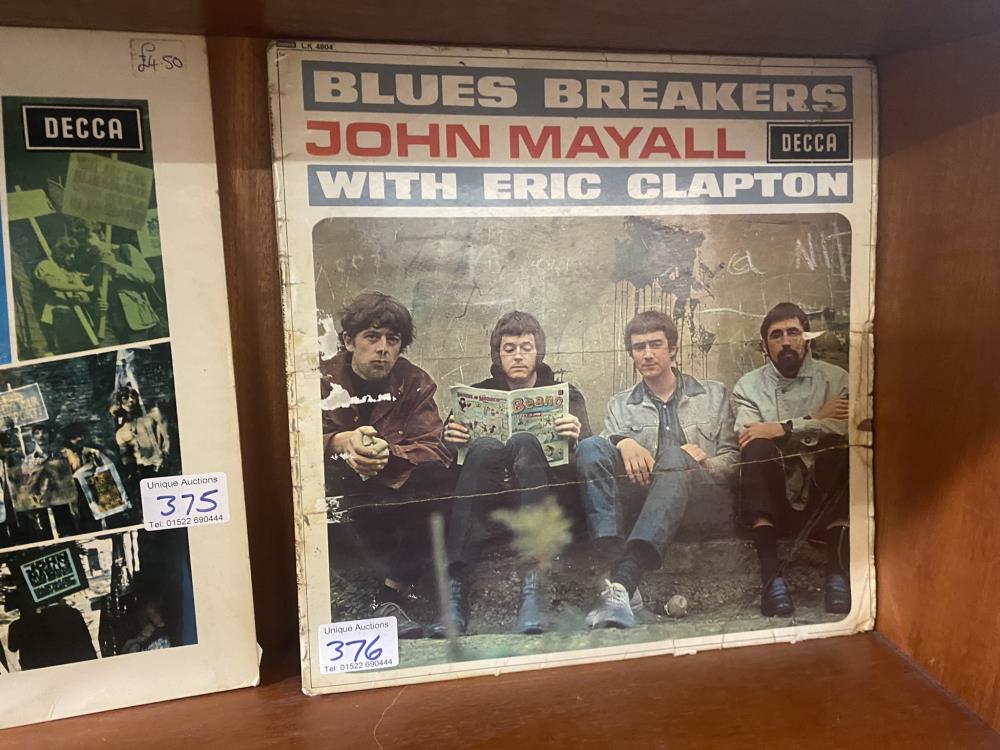 £4.50
DECCA
Unique Auctions
375
Tel: 01522 690444
LK 4804
BLUES BREAKERS
JOHN MAYALL
DECCA
WITH ERIC CLAPTON
Beano
Unique Auctions
376
Tel: 01522 690444